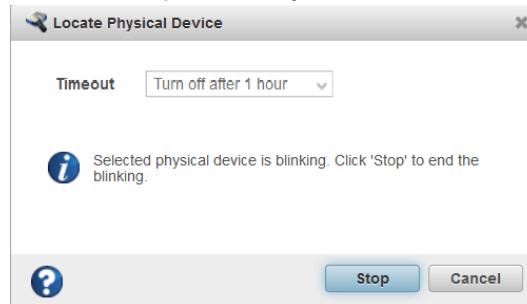 Locate Physical Device
Timeout Turn off after 1 hour
Selected physical device is blinking. Click 'Stop' to end the
blinking.
Stop Cancel